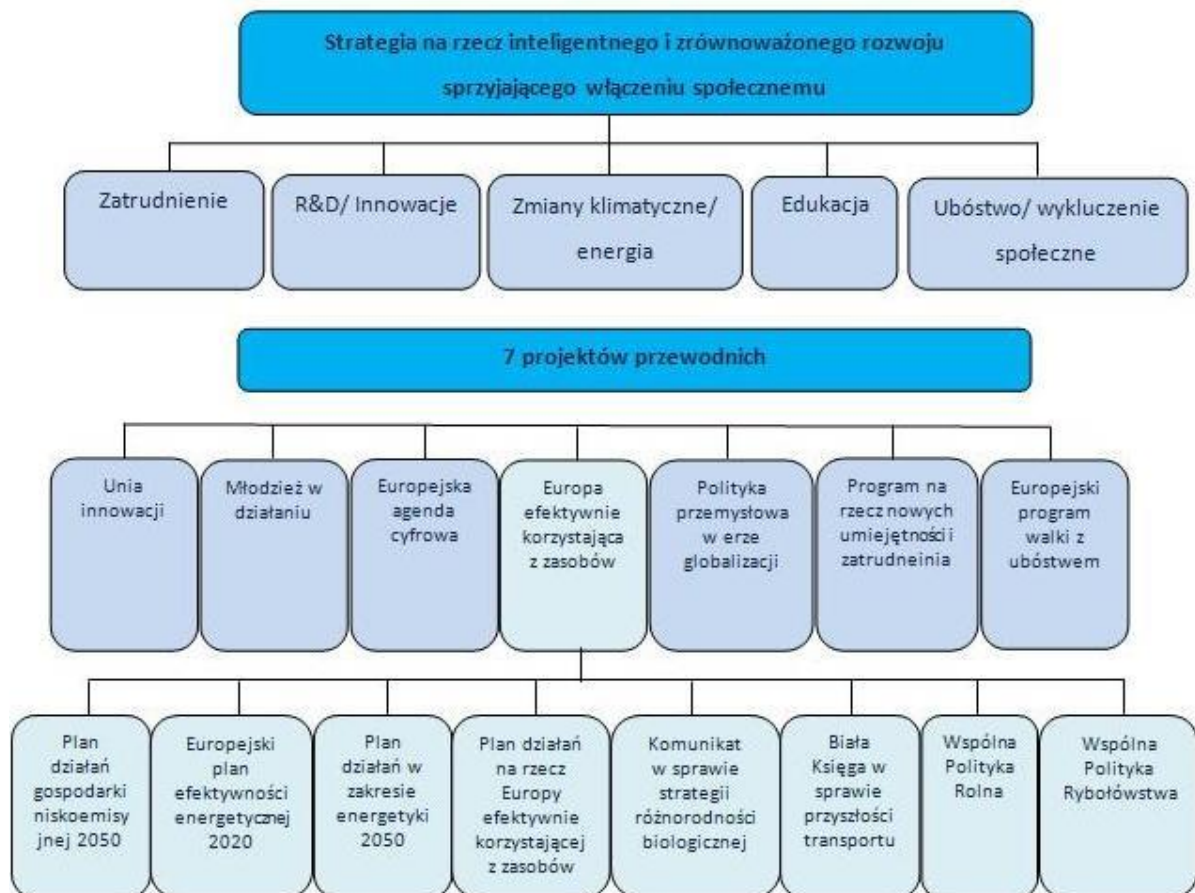 Strategia na rzecz inteligentnego i zrównoważonego rozwoju
sprzyjającego włączeniu społecznemu
Zatrudnienie
R&D/ Innowacje
Zmiany klimatyczne/
energia
Edukacja
Ubóstwo/ wykluczenie
społeczne
7 projektów przewodnich
Unia
innowacji
Młodzież w
działaniu
Europejska
agenda
cyfrowa
Europa
efektywnie
korzystająca
z zasobów
Polityka
przemysłowa
w erze
globalizacji
Program na
rzecz nowych
umiejętności i
zatrudneinia
Europejski
program
walki z
ubóstwem
Plan
działań
gospodarki
niskoemisy
jnej 2050
Europejski
plan
efektywności
energetycznej
2020
Plan
działań w
zakresie
energetyki
2050
Plan działań
na rzecz
Europy
efektywnie
korzystającej
z zasobów
Komunikat
w sprawie
strategii
różnorodności
biologicznej
Biała
Księga w
sprawie
przyszłości
transportu
Wspólna
Polityka
Rolna
Wspólna
Polityka
Rybołówstwa